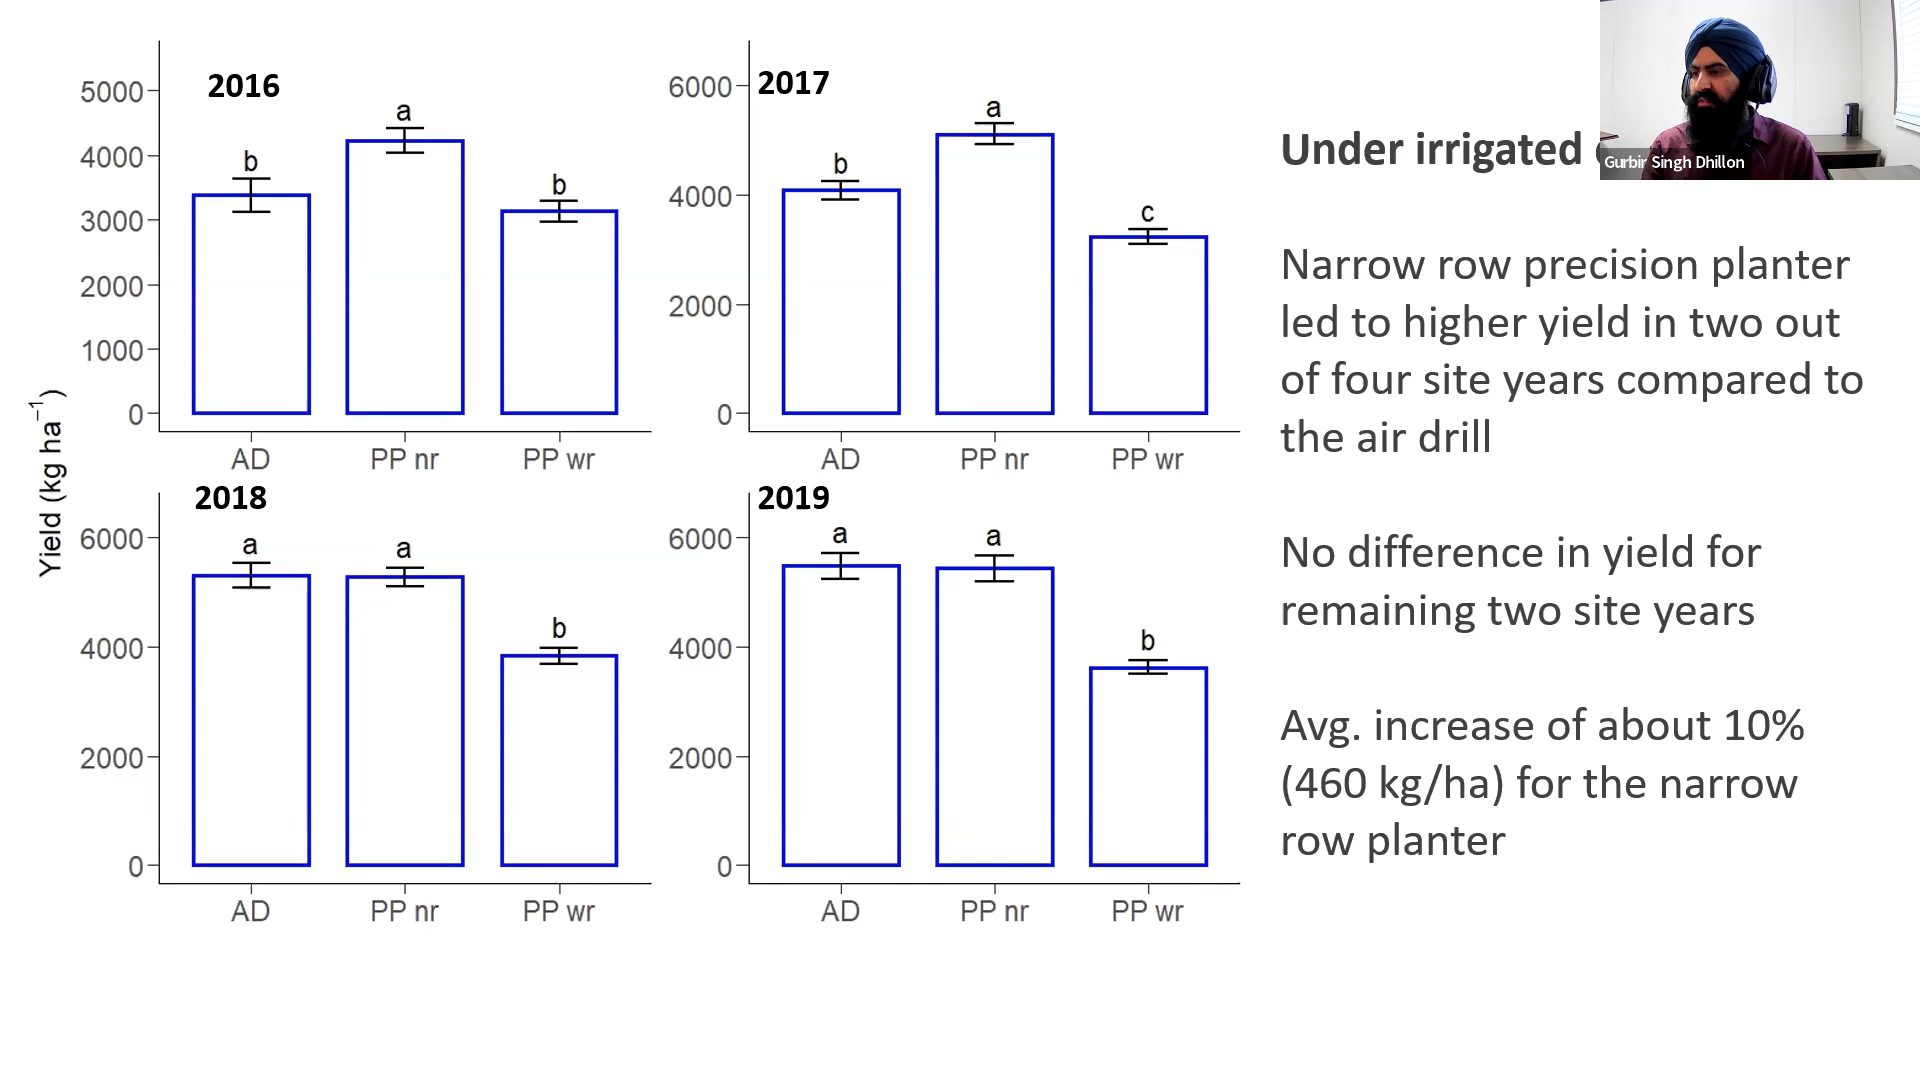 Yield (kg ha⁻¹)
2016
5000
4000
3000
2000
1000
0
b
a
b
AD
PP nr
PP wr
2017
6000
4000
2000
0
b
a
c
AD
PP nr
PP wr
2018
6000
4000
2000
0
a
a
b
AD
PP nr
PP wr
2019
6000
4000
2000
0
a
a
b
AD
PP nr
PP wr
Under irrigated
Gurbir Singh Dhillon
Narrow row precision planter
led to higher yield in two out
of four site years compared to
the air drill
No difference in yield for
remaining two site years
Avg. increase of about 10%
(460 kg/ha) for the narrow
row planter